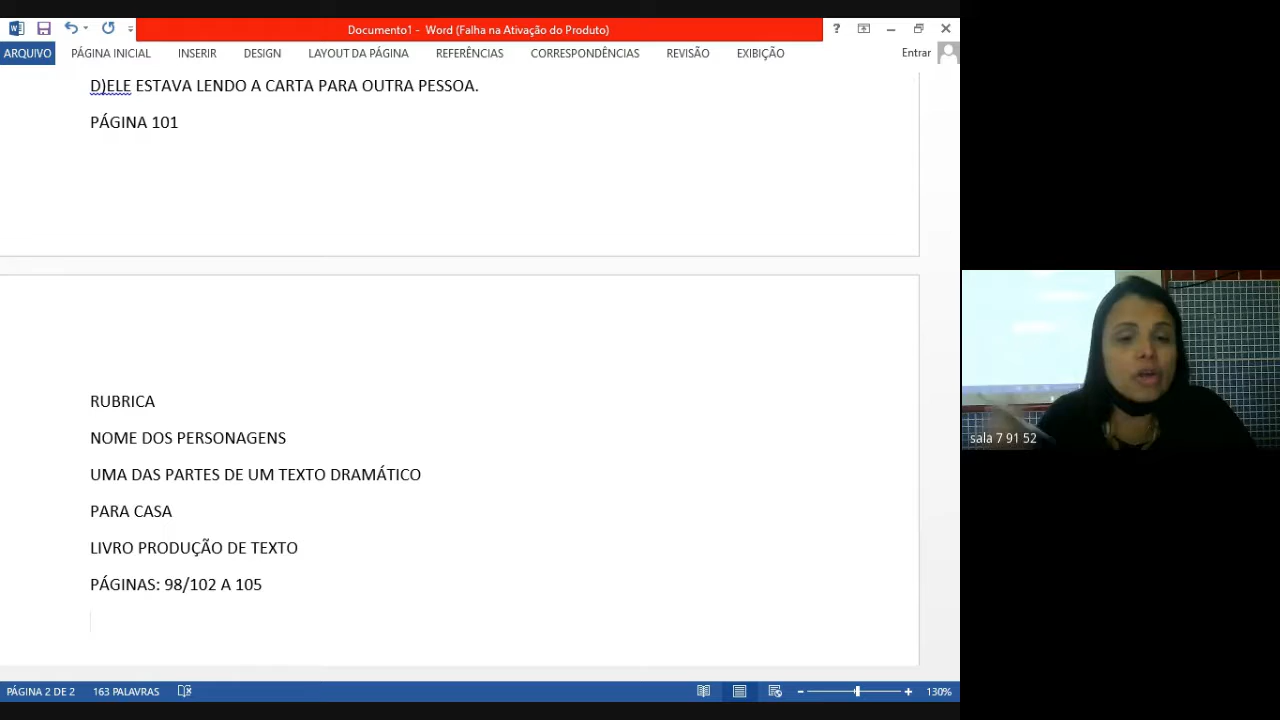 Documento1 - Word (Falha na Ativação do Produto)
?
ARQUIVO PÁGINA INICIAL INSERIR DESIGN LAYOUT DA PÁGINA REFERÊNCIAS CORRESPONDÊNCIAS REVISÃO EXIBIÇÃO Entrar
D)ELE ESTAVA LENDO A CARTA PARA OUTRA PESSOA.
PÁGINA 101
RUBRICA
NOME DOS PERSONAGENS
UMA DAS PARTES DE UM TEXTO DRAMÁTICO
PARA CASA
LIVRO PRODUÇÃO DE TEXTO
PÁGINAS: 98/102 A 105
sala 7 91 52
PÁGINA 2 DE 2 163 PALAVRAS 130%